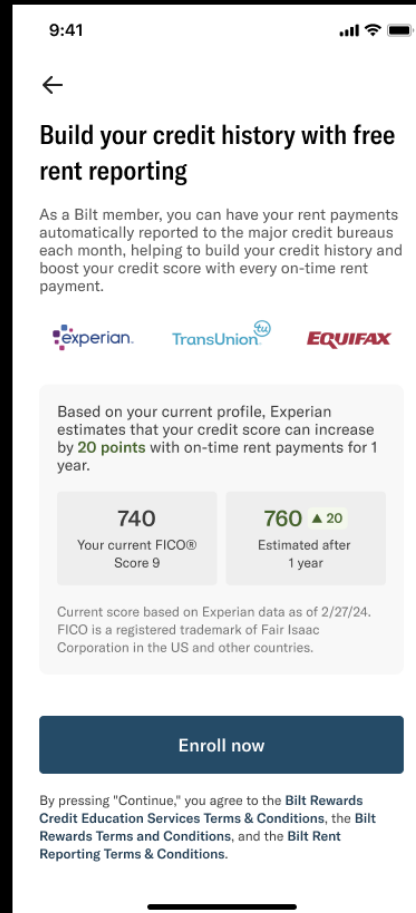 9:41
Build your credit history with free
rent reporting
As a Bilt member, you can have your rent payments
automatically reported to the major credit bureaus
each month, helping to build your credit history and
boost your credit score with every on-time rent
payment.
experian. TransUnion tu EQUIFAX
Based on your current profile, Experian
estimates that your credit score can increase
by 20 points with on-time rent payments for 1
year.
740 760 ▲ 20
Your current FICO® Estimated after
Score 9 1 year
Current score based on Experian data as of 2/27/24.
FICO is a registered trademark of Fair Isaac
Corporation in the US and other countries.
Enroll now
By pressing "Continue," you agree to the Bilt Rewards
Credit Education Services Terms & Conditions, the Bilt
Rewards Terms and Conditions, and the Bilt Rent
Reporting Terms & Conditions.